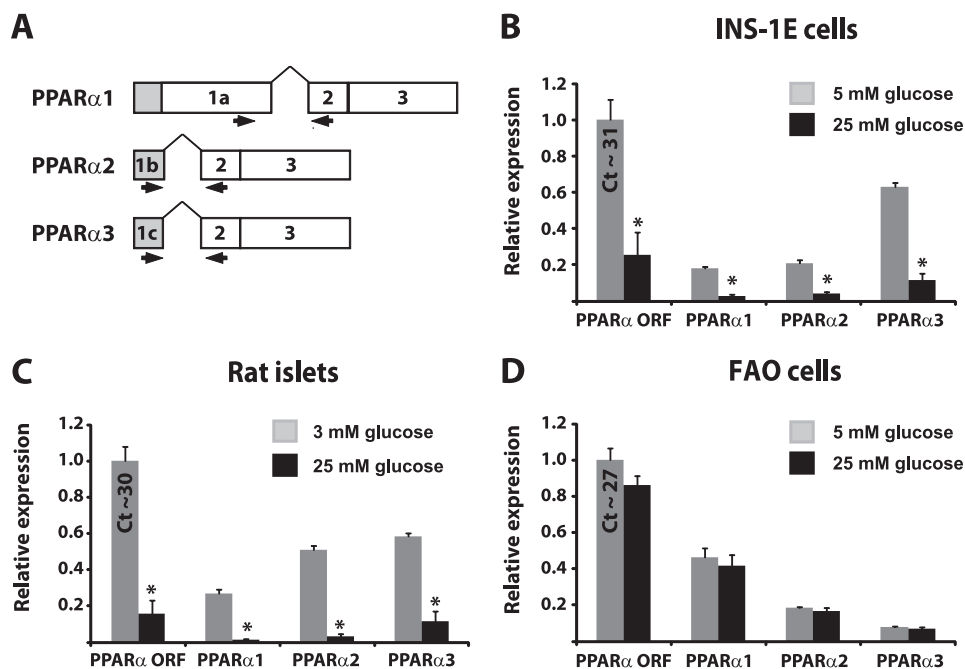 A
PPARα1
1a
2
3
PPARα2
1b
2
3
PPARα3
1c
2
3
B
INS-1E cells
Relative expression
1.2
1.0
0.8
0.6
0.4
0.2
5 mM glucose
25 mM glucose
Ct ~ 31
*
*
*
*
PPARα ORF PPARα1 PPARα2 PPARα3
C
Rat islets
Relative expression
1.2
1.0
0.8
0.6
0.4
0.2
3 mM glucose
25 mM glucose
Ct ~30
*
*
*
*
PPARα ORF PPARα1 PPARα2 PPARα3
D
FAO cells
Relative expression
1.2
1.0
0.8
0.6
0.4
0.2
5 mM glucose
25 mM glucose
Ct ~27
PPARα ORF PPARα1 PPARα2 PPARα3